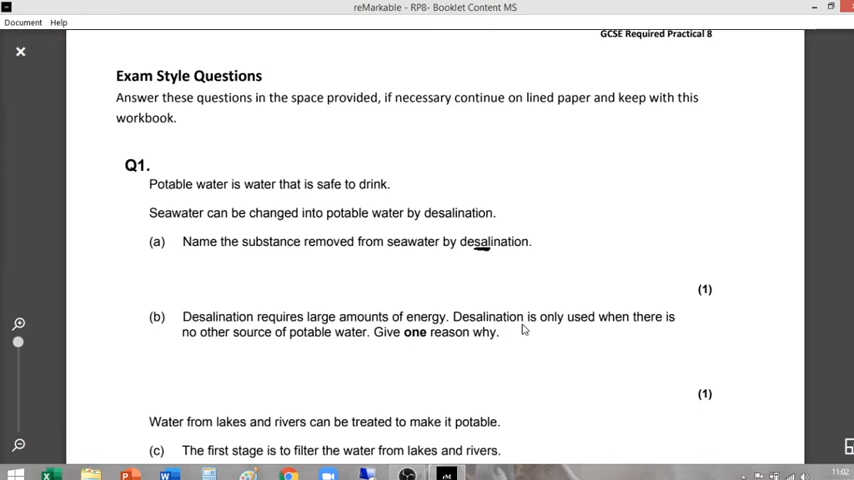 reMarkable - RP8- Booklet Content MS
Document Help
GCSE Required Practical 8
Exam Style Questions
Answer these questions in the space provided, if necessary continue on lined paper and keep with this
workbook.
Q1.
Potable water is water that is safe to drink.
Seawater can be changed into potable water by desalination.
(a) Name the substance removed from seawater by desalination.
(1)
(b) Desalination requires large amounts of energy. Desalination is only used when there is
no other source of potable water. Give one reason why.
(1)
Water from lakes and rivers can be treated to make it potable.
(c) The first stage is to filter the water from lakes and rivers.
11:02